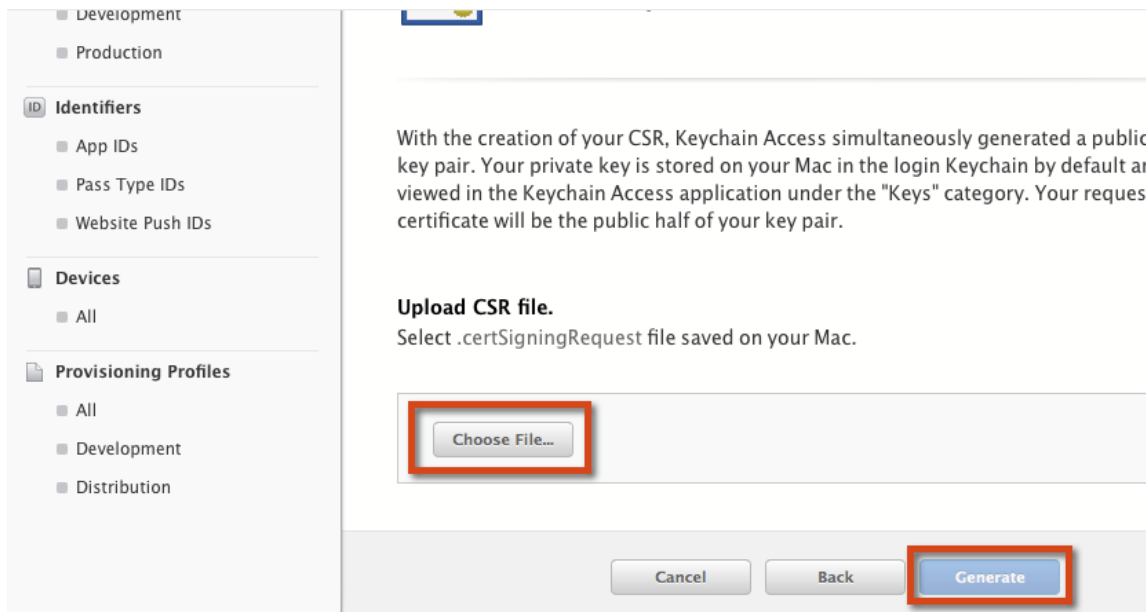 Development
Production
ID Identifiers
App IDs
Pass Type IDs
Website Push IDs
Devices
All
Provisioning Profiles
All
Development
Distribution
With the creation of your CSR, Keychain Access simultaneously generated a public
key pair. Your private key is stored on your Mac in the login Keychain by default
viewed in the Keychain Access application under the "Keys" category. Your
certificate will be the public half of your key pair.
Upload CSR file.
Select .certSigningRequest file saved on your Mac.
Choose File...
Cancel
Back
Generate